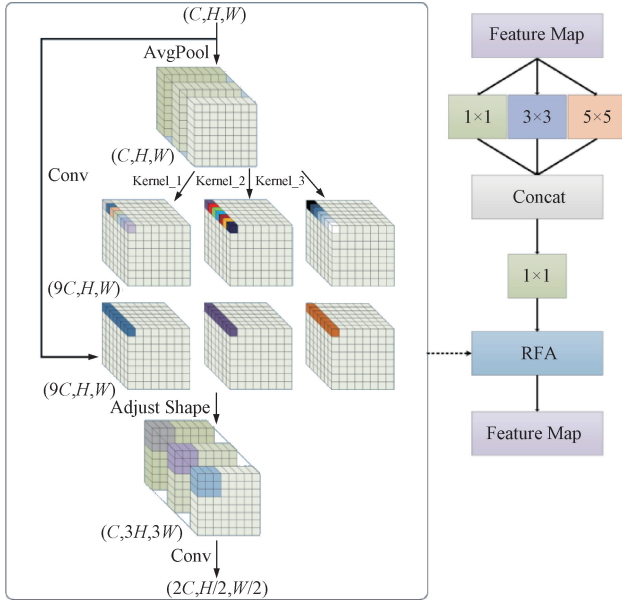 (C,H,W)
AvgPool
(C,H,W)
Conv
Kernel_1 Kernel_2 Kernel_3
(9C,H,W)
(9C,H,W)
Adjust Shape
(C,3H,3W)
Conv
(2C,H/2,W/2)
Feature Map
1×1 3×3 5×5
Concat
1×1
RFA
Feature Map